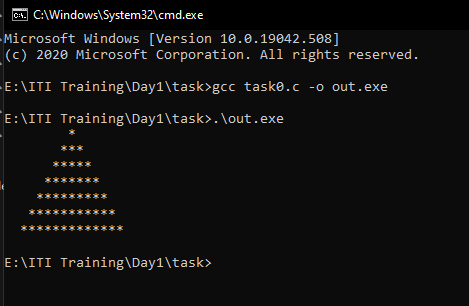 C:\Windows\System32\cmd.exe
Microsoft Windows [Version 10.0.19042.508]
(c) 2020 Microsoft Corporation. All rights reserved.
E:\ITI Training\Day1\task>gcc task0.c -o out.exe
E:\ITI Training\Day1\task>.\out.exe
*
***
*****
*******
*********
***********
*************
E:\ITI Training\Day1\task>